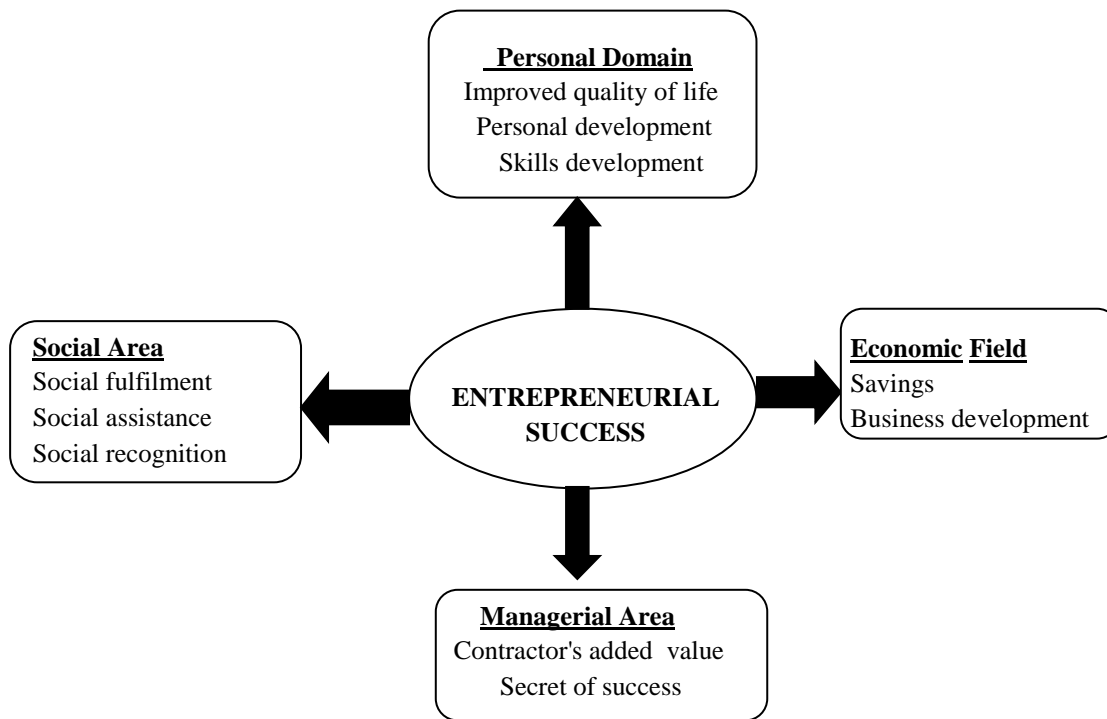 Personal Domain
Improved quality of life
Personal development
Skills development
Social Area
Social fulfilment
Social assistance
Social recognition
ENTREPRENEURIAL
SUCCESS
Economic Field
Savings
Business development
Managerial Area
Contractor's added value
Secret of success